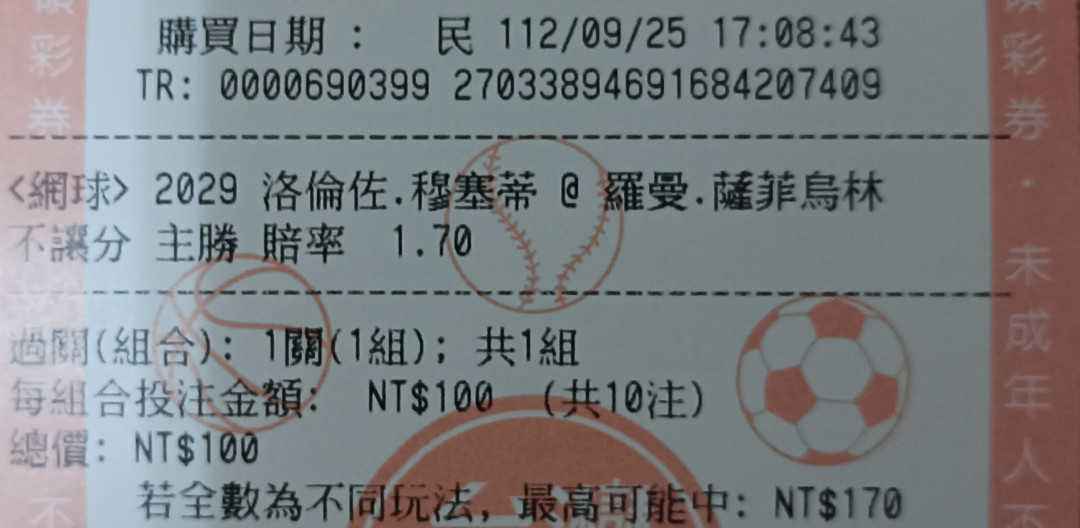 購買日期： 民 112/09/25 17:08:43
TR: 0000690399 270338946916842​07409
<網球> 2029 洛倫佐.穆塞蒂 @ 羅曼.薩菲烏林
不讓分 主勝 賠率 1.70
過關(組合): 1關(1組); 共1組
每組合投注金額: NT$100 (共10注)
總價: NT$100
若全數為不同玩法, 最高可能中: NT$170
彩券
彩券.未成年人不